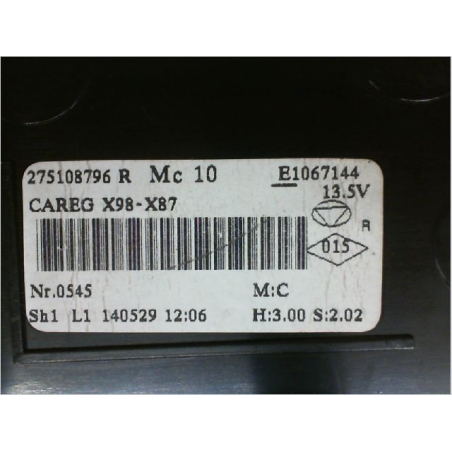 275108796 R Mc 10 E1067144
13.5V
CAREG X98-X87
R
015
Nr.0545 M:C
Sh1 L1 140529 12:06 H:3.00 S:2.02